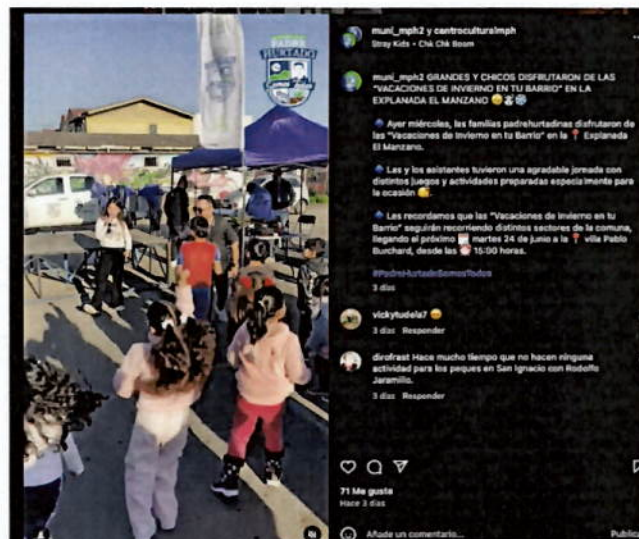 PADRE
HURTADO
muni_mph2 y centroculturalmph
Stray Kids • Chk Chk Boom
muni_mph2 GRANDES Y CHICOS DISFRUTARON DE LAS
"VACACIONES DE INVIERNO EN TU BARRIO" EN LA
EXPLANADA EL MANZANO
Ayer miércoles, las familias padrehurtadinas disfrutaron de
las "Vacaciones de Invierno en tu Barrio" en la 📍 Explanada
El Manzano.
Las y los asistentes tuvieron una agradable jornada con
distintos juegos y actividades preparadas especialmente para
la ocasión
Les recordamos que las "Vacaciones de Invierno en tu
Barrio" seguirán recorriendo distintos sectores de la comuna,
llegando el próximo 📅 martes 24 de junio a la 📍 villa Pablo
Burchard, desde las ⏰ 15:00 horas.
#PadreHurtadoSomosTodos
3 días
vickytudela7
3 días Responder
dirofrast Hace mucho tiempo que no hacen ninguna
actividad para los peques en San Ignacio con Rodolfo
Jaramillo.
3 días Responder
71 Me gusta
Hace 3 días
Añade un comentario...
Public